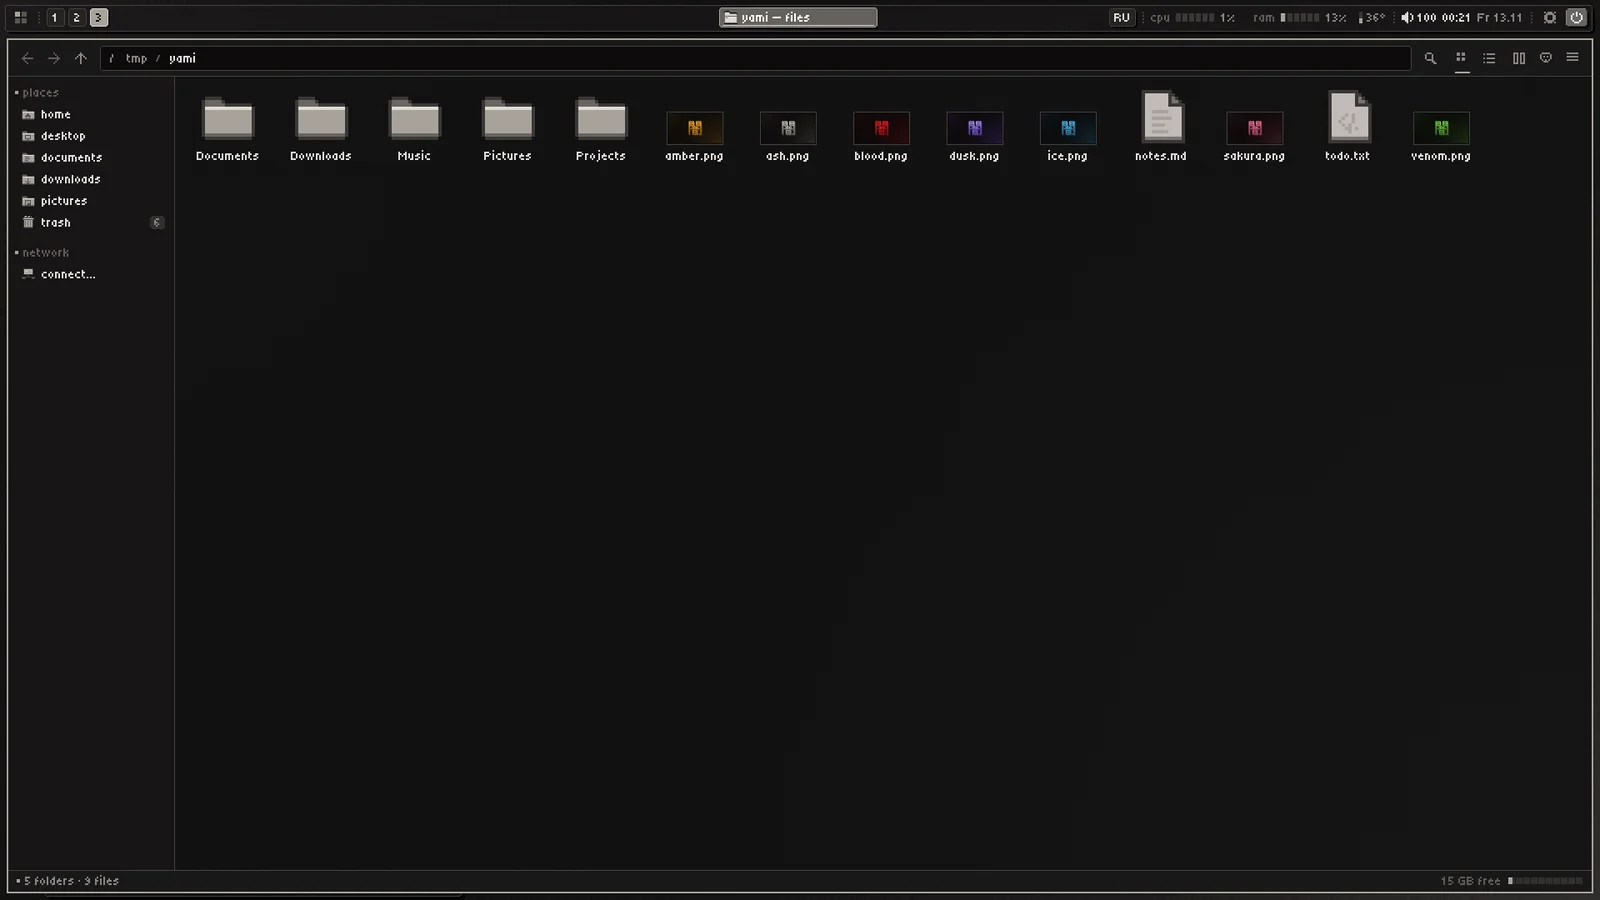 1 2 3
yami — files
RU cpu 1% ram 13% 36° 100 00:21 Fr 13.11
/ tmp / yami
places
home
desktop
documents
downloads
pictures
trash 6
network
connect...
Documents Downloads Music Pictures Projects amber.png ash.png blood.png dusk.png ice.png notes.md sakura.png todo.txt venom.png
5 folders · 9 files
15 GB free